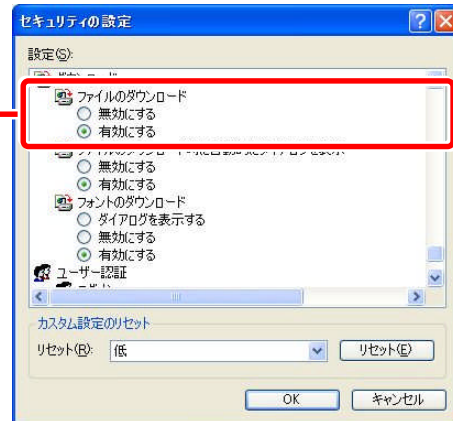 セキュリティの設定
設定(S):
ファイルのダウンロード
無効にする
有効にする
無効にする
有効にする
フォントのダウンロード
ダイアログを表示する
無効にする
有効にする
ユーザー認証
カスタム設定のリセット
リセット(R): 低 リセット(E)
OK キャンセル